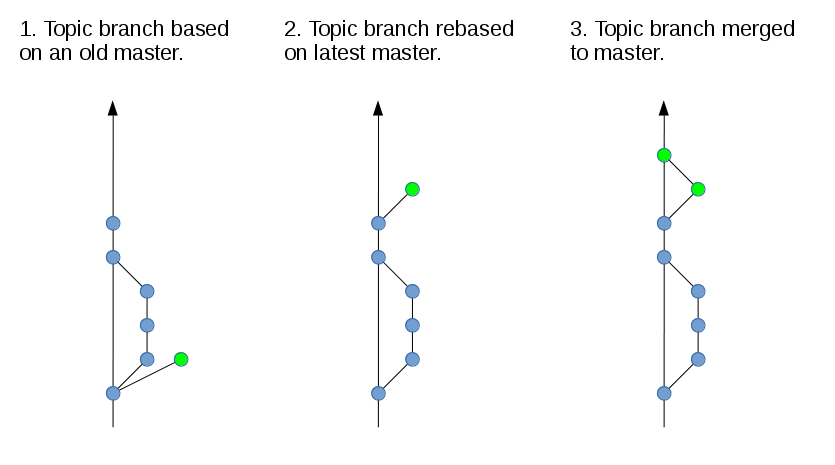 1. Topic branch based
on an old master.
2. Topic branch rebased
on latest master.
3. Topic branch merged
to master.